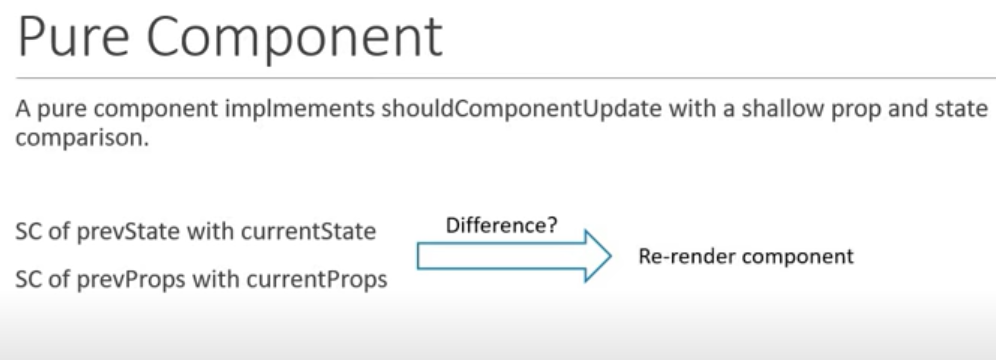 Pure Component
A pure component implmements shouldComponentUpdate with a shallow prop and state
comparison.
SC of prevState with currentState
SC of prevProps with currentProps
Difference?
Re-render component